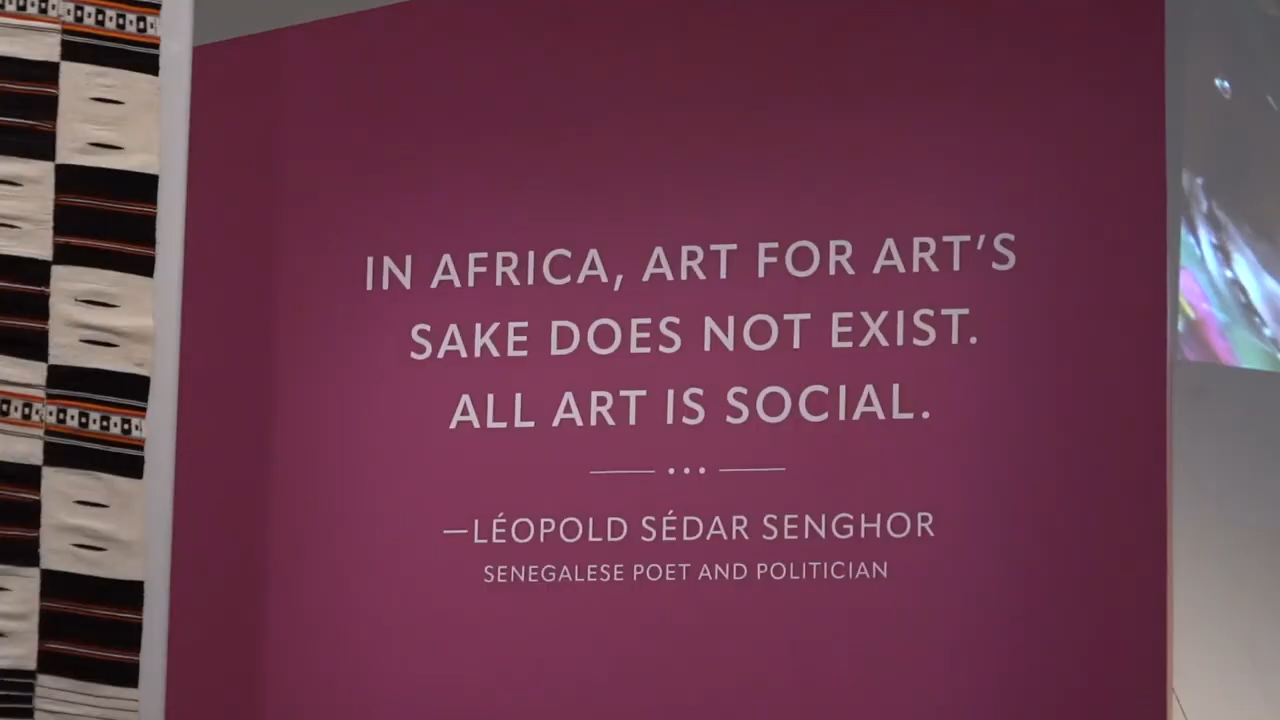 IN AFRICA, ART FOR ART'S
SAKE DOES NOT EXIST.
ALL ART IS SOCIAL.
—LÉOPOLD SÉDAR SENGHOR
SENEGALESE POET AND POLITICIAN